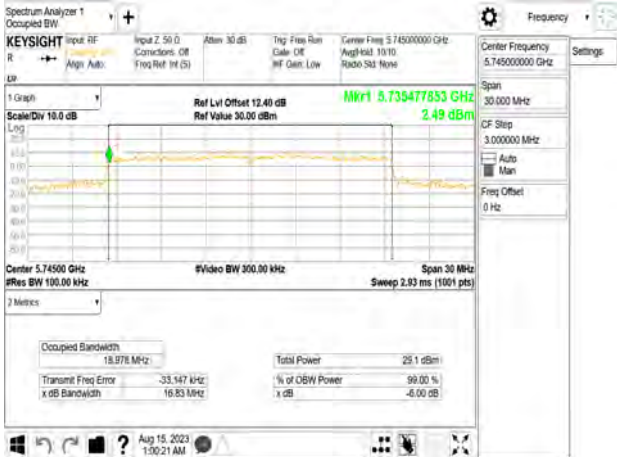 Spectrum Analyzer 1
Occupied BW
+
Frequency
KEYSIGHT
R
Input: RF
Align: Auto
Input Z: 50 Ω
Corrections: Off
Freq Ref: Int (S)
Atten: 30 dB
Trig: Free Run
Gate: Off
#IF Gain: Low
Center Freq: 5.745000000 GHz
Avg|Hold: 10/10
Radio Std: None
1 Graph
Scale/Div 10.0 dB
Log
Ref Lvl Offset 12.40 dB
Ref Value 30.00 dBm
Mkr1 5.735477853 GHz
2.49 dBm
Center 5.74500 GHz
#Res BW 100.00 kHz
#Video BW 300.00 kHz
Span 30 MHz
Sweep 2.93 ms (1001 pts)
2 Metrics
Occupied Bandwidth
18.978 MHz
Total Power
29.1 dBm
Transmit Freq Error
-33.147 kHz
% of OBW Power
99.00 %
x dB Bandwidth
16.83 MHz
x dB
-6.00 dB
Center Frequency
5.745000000 GHz
Settings
Span
30.000 MHz
CF Step
3.000000 MHz
Auto
Man
Freq Offset
0 Hz
?
Aug 15, 2023
1:00:21 AM